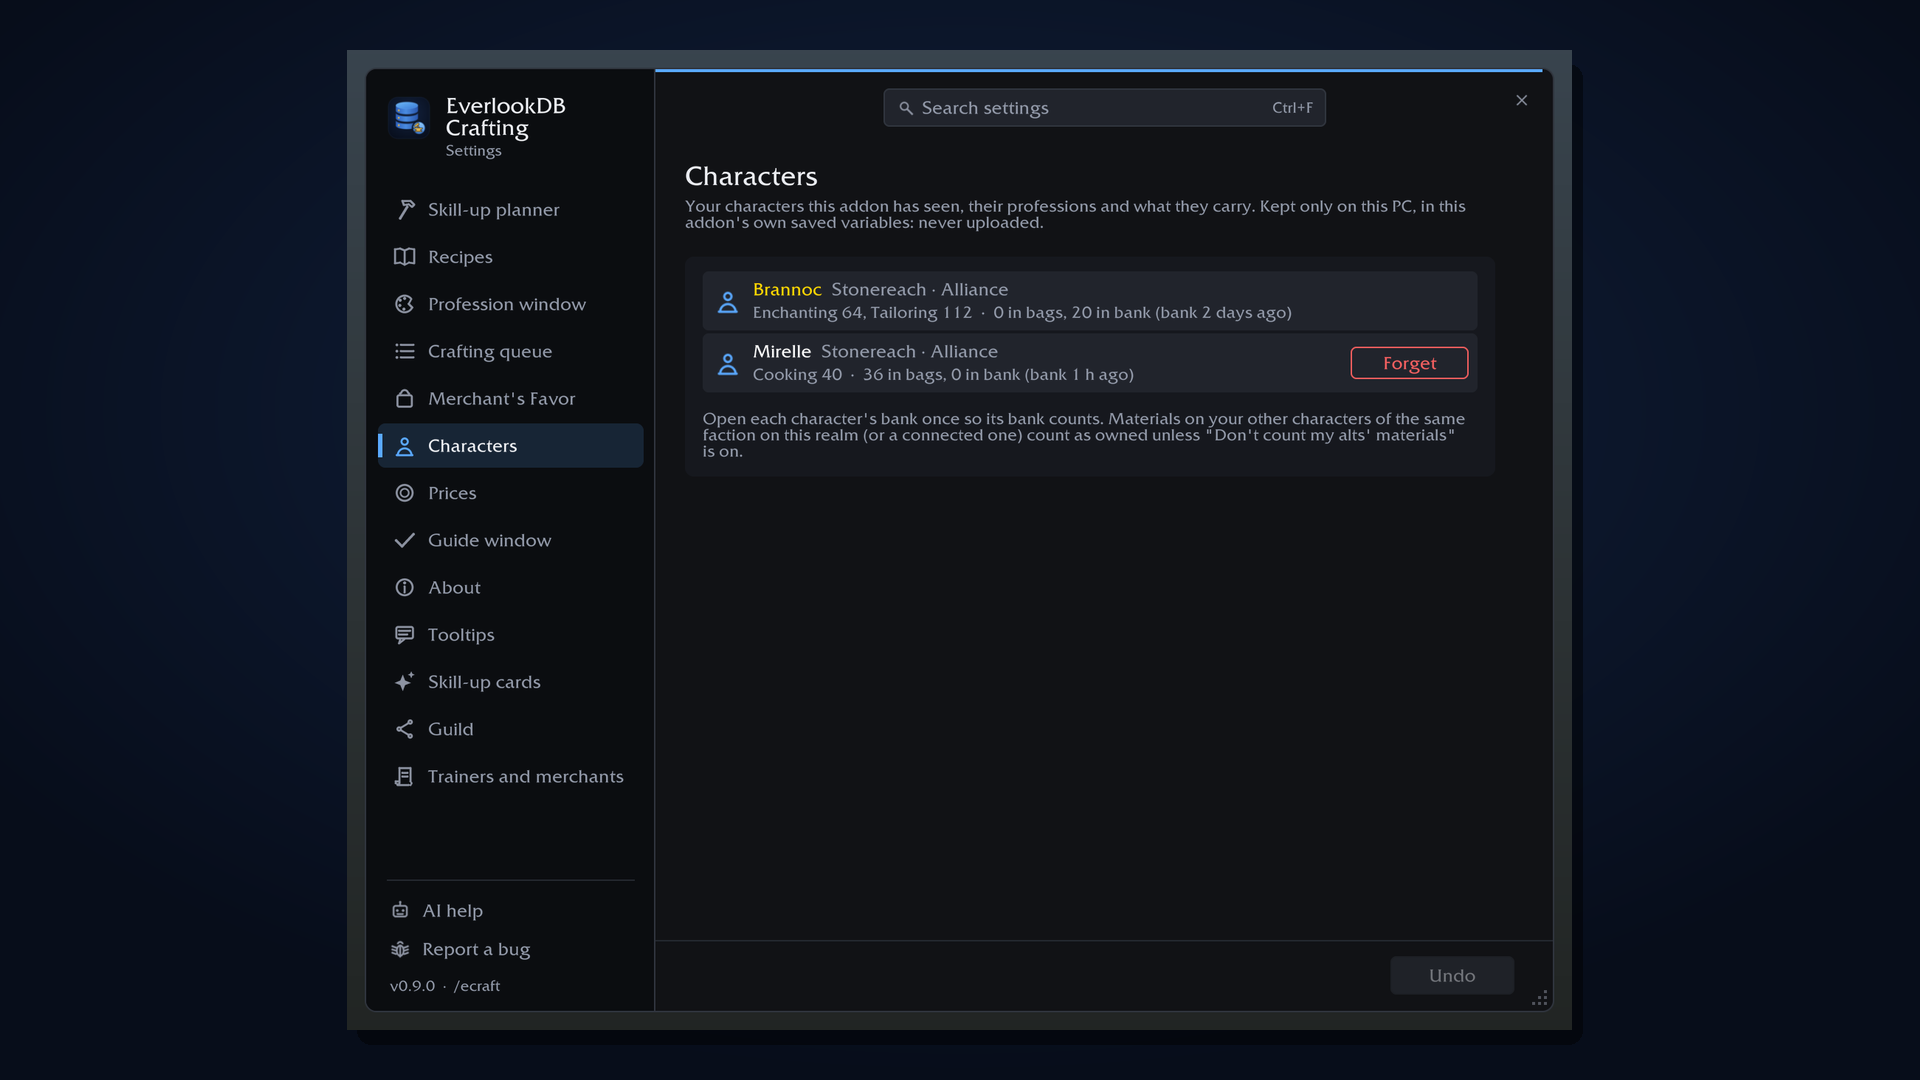 EverlookDB
Crafting
Settings
Skill-up planner
Recipes
Profession window
Crafting queue
Merchant's Favor
Characters
Prices
Guide window
About
Tooltips
Skill-up cards
Guild
Trainers and merchants
AI help
Report a bug
v0.9.0 · /ecraft
Search settings Ctrl+F
Characters
Your characters this addon has seen, their professions and what they carry. Kept only on this PC, in this
addon's own saved variables: never uploaded.
Brannoc Stonereach · Alliance
Enchanting 64, Tailoring 112 · 0 in bags, 20 in bank (bank 2 days ago)
Mirelle Stonereach · Alliance
Cooking 40 · 36 in bags, 0 in bank (bank 1 h ago)
Forget
Open each character's bank once so its bank counts. Materials on your other characters of the same
faction on this realm (or a connected one) count as owned unless "Don't count my alts' materials"
is on.
Undo